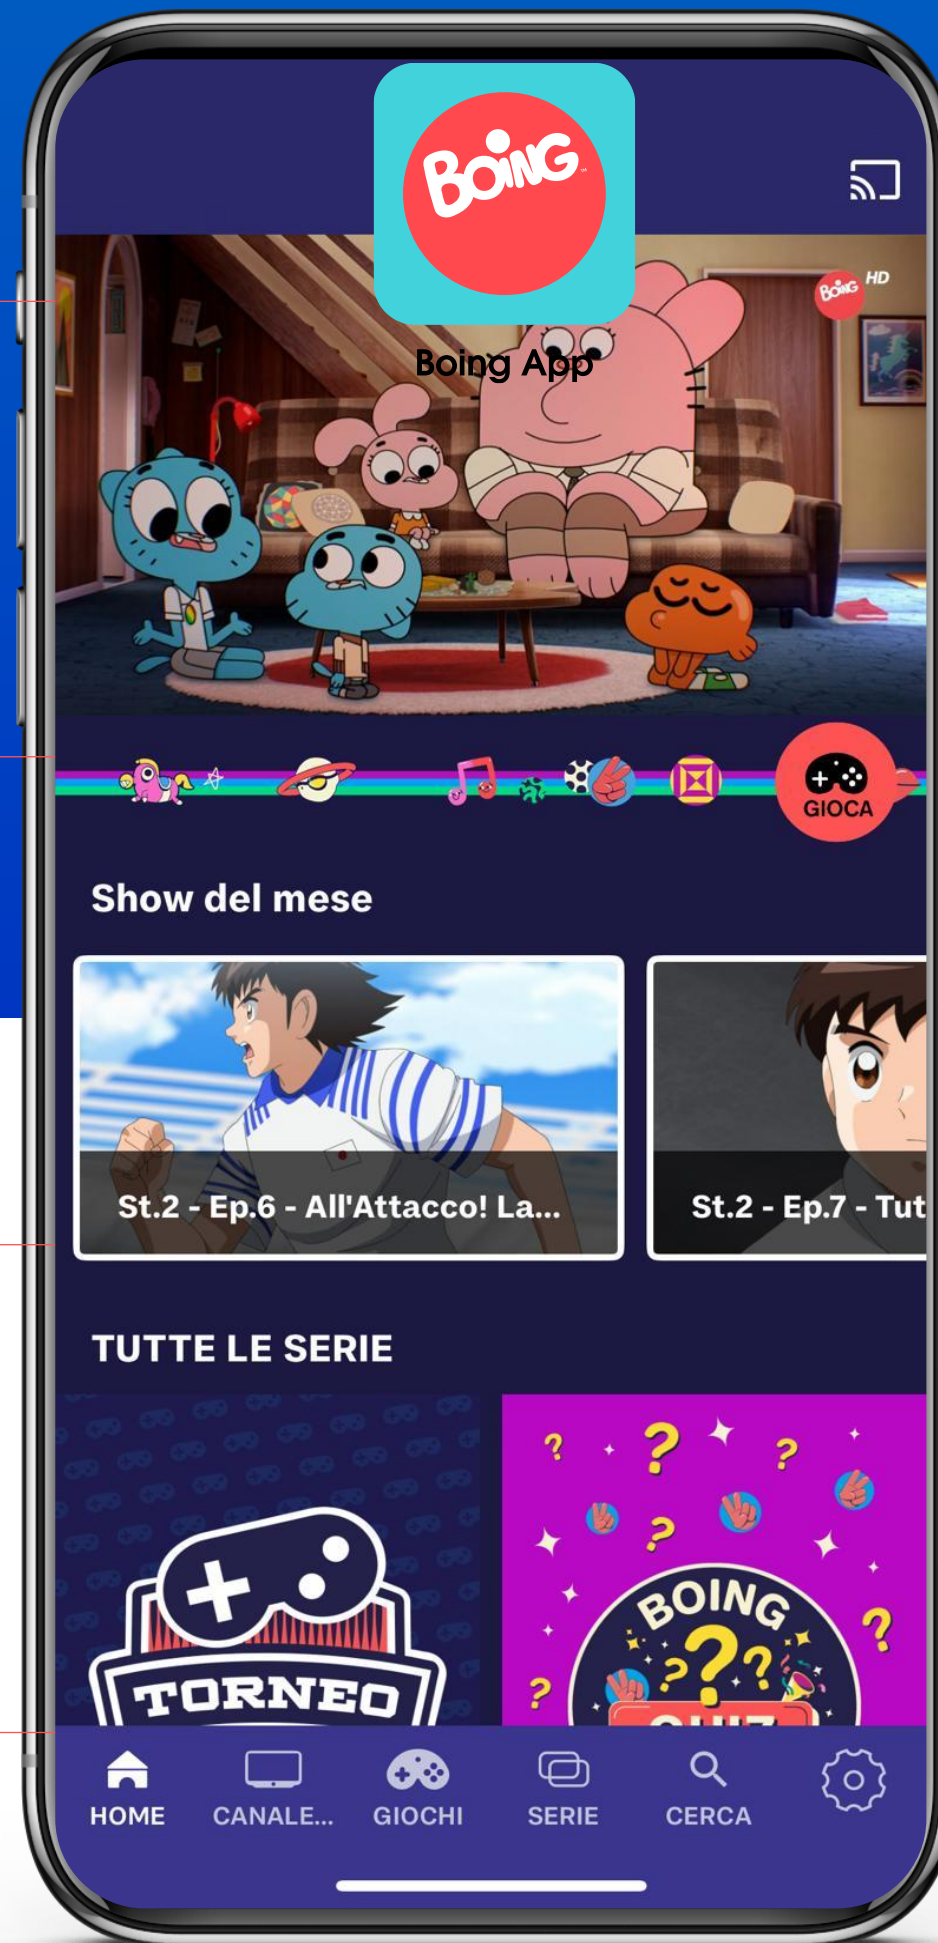 BOING
BOING HD
Boing App
GIOCA
Show del mese
St.2 - Ep.6 - All'Attacco! La...
St.2 - Ep.7 - Tut
TUTTE LE SERIE
TORNEO
BOING
QUIZ
HOME
CANALE...
GIOCHI
SERIE
CERCA